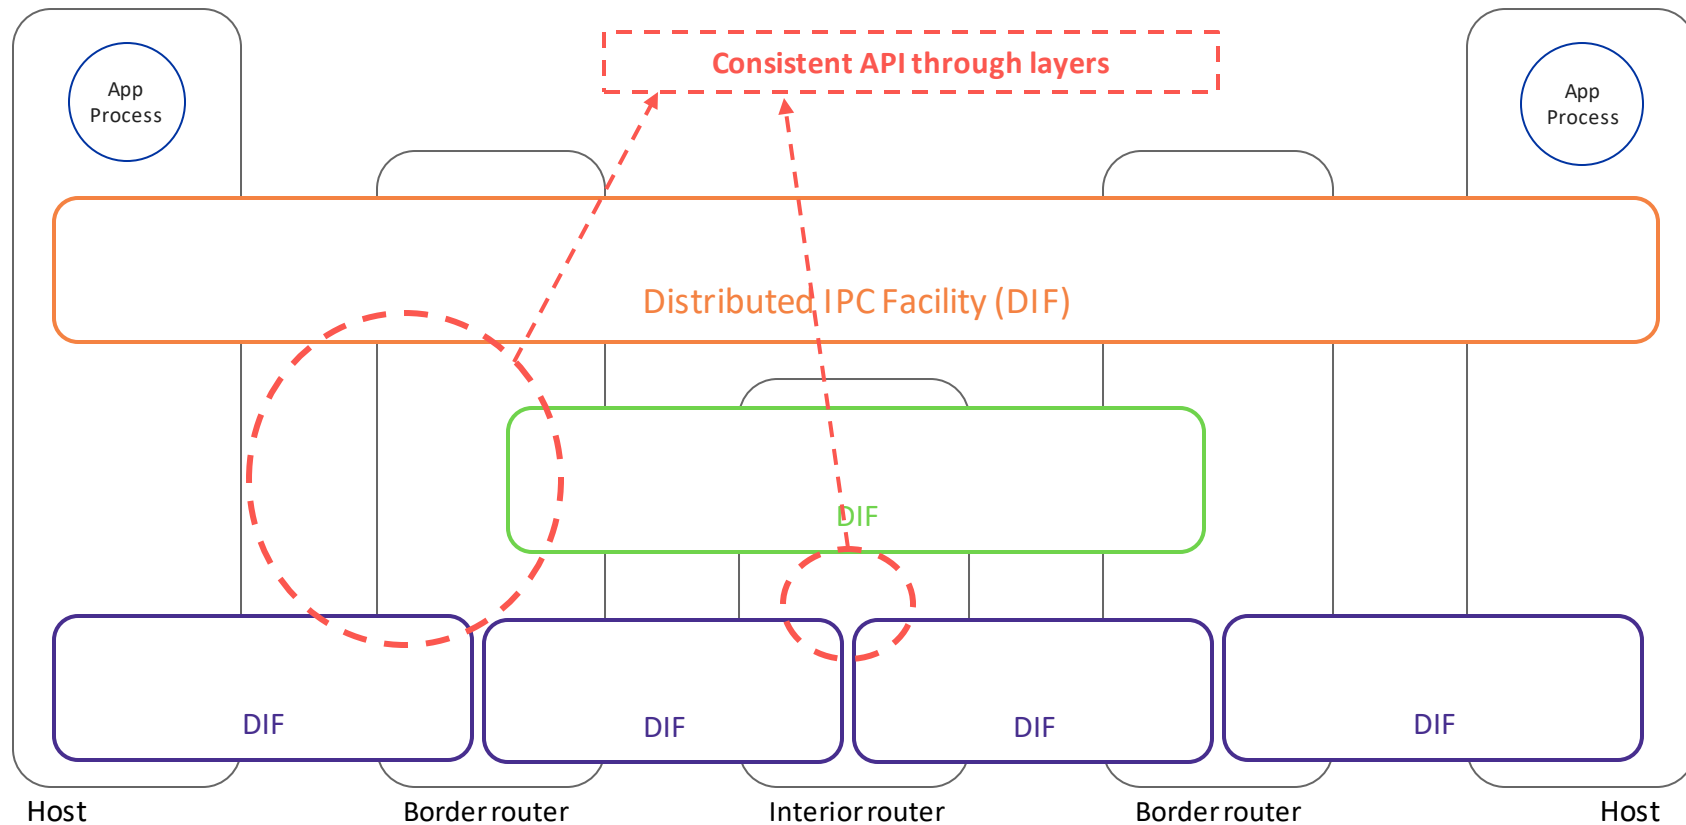 Consistent API through layers
App
Process
App
Process
Distributed IPC Facility (DIF)
DIF
DIF
DIF
DIF
DIF
Host
Border router
Interior router
Border router
Host